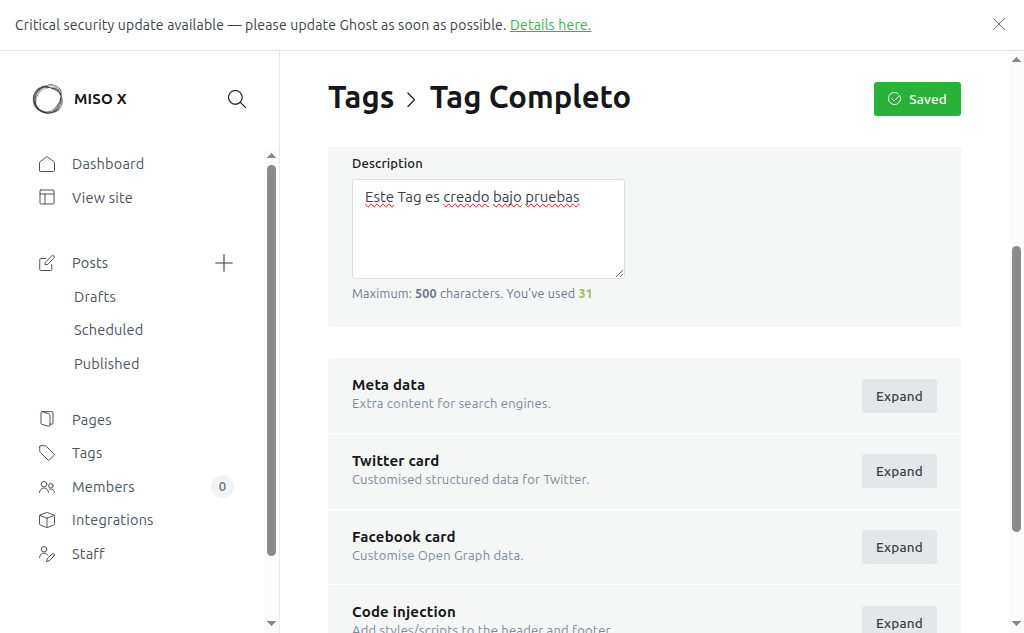 Critical security update available — please update Ghost as soon as possible. Details here.
MISO X
Dashboard
View site
Posts
Drafts
Scheduled
Published
Pages
Tags
Members 0
Integrations
Staff
Tags > Tag Completo
Saved
Description
Este Tag es creado bajo pruebas
Maximum: 500 characters. You've used 31
Meta data
Extra content for search engines.
Expand
Twitter card
Customised structured data for Twitter.
Expand
Facebook card
Customise Open Graph data.
Expand
Code injection
Add styles/scripts to the header and footer.
Expand